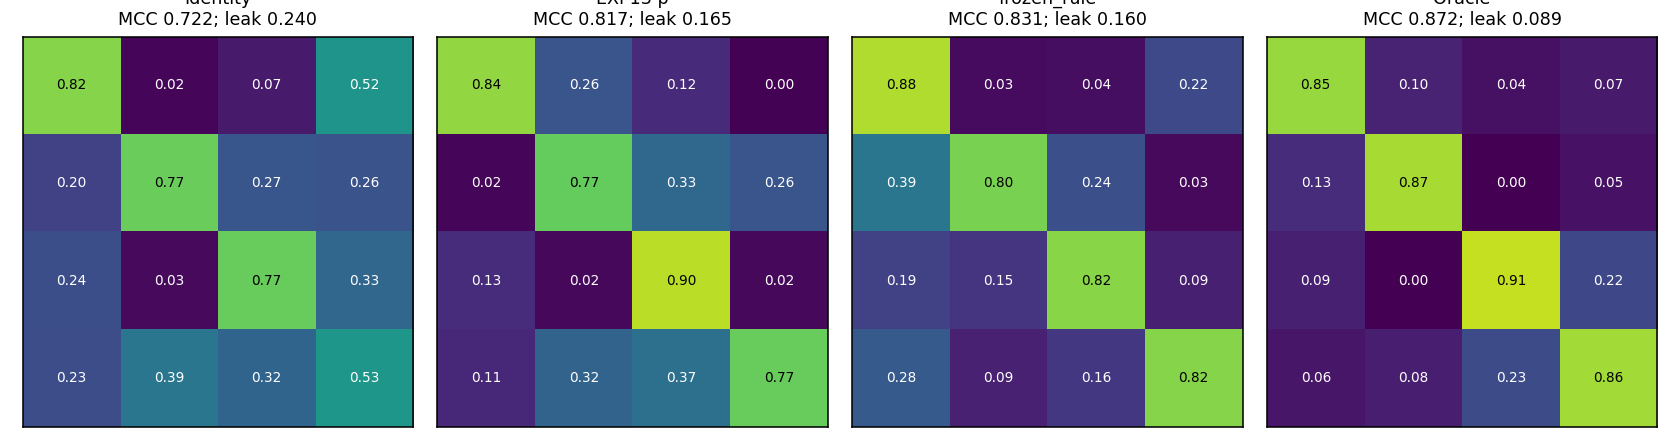 Identity
MCC 0.722; leak 0.240
0.82 0.02 0.07 0.52
0.20 0.77 0.27 0.26
0.24 0.03 0.77 0.33
0.23 0.39 0.32 0.53
EXP15 p
MCC 0.817; leak 0.165
0.84 0.26 0.12 0.00
0.02 0.77 0.33 0.26
0.13 0.02 0.90 0.02
0.11 0.32 0.37 0.77
frozen_rule
MCC 0.831; leak 0.160
0.88 0.03 0.04 0.22
0.39 0.80 0.24 0.03
0.19 0.15 0.82 0.09
0.28 0.09 0.16 0.82
Oracle
MCC 0.872; leak 0.089
0.85 0.10 0.04 0.07
0.13 0.87 0.00 0.05
0.09 0.00 0.91 0.22
0.06 0.08 0.23 0.86